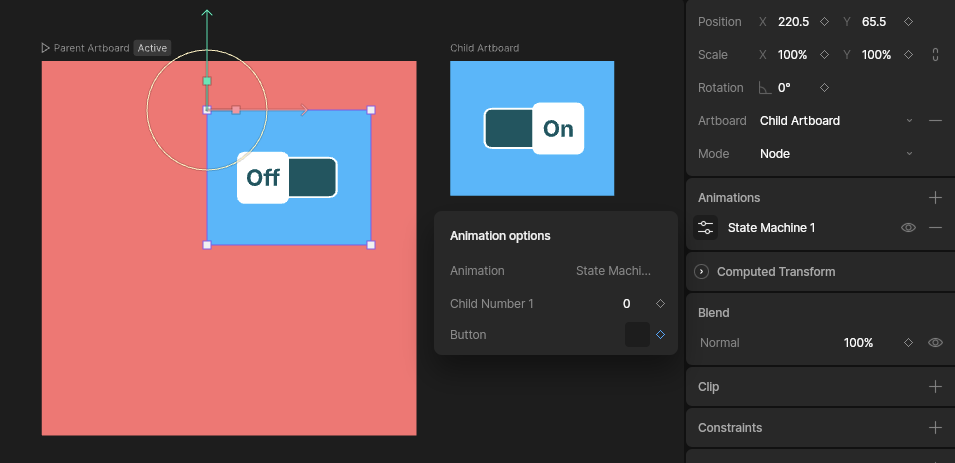 Parent Artboard Active
Child Artboard
Off
On
Animation options
Animation State Machi...
Child Number 1 0
Button
Position X 220.5 Y 65.5
Scale X 100% Y 100%
Rotation 0°
Artboard Child Artboard
Mode Node
Animations
State Machine 1
Computed Transform
Blend
Normal 100%
Clip
Constraints